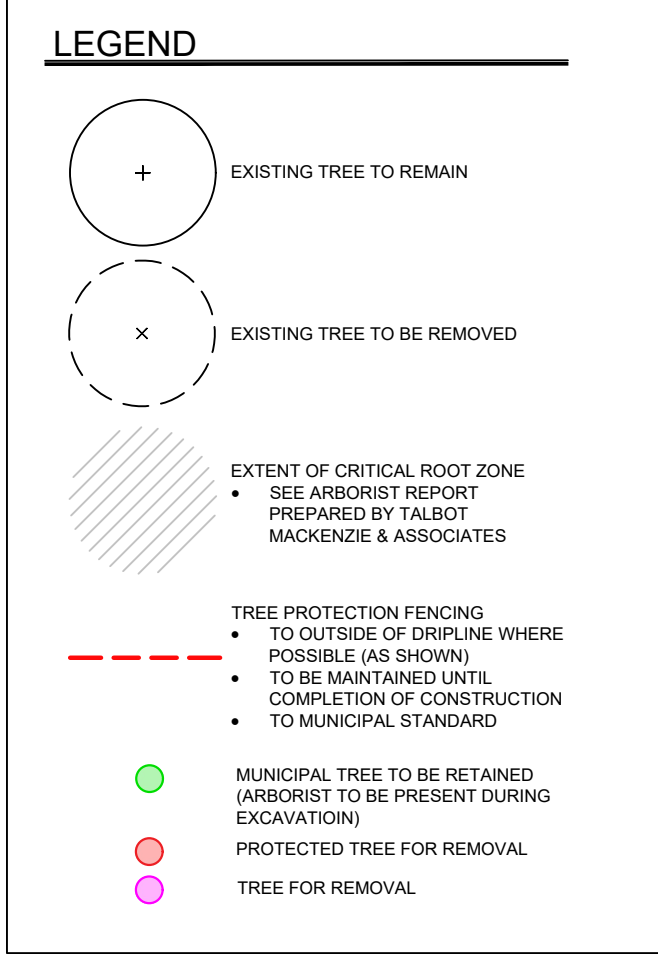 LEGEND
EXISTING TREE TO REMAIN
EXISTING TREE TO BE REMOVED
EXTENT OF CRITICAL ROOT ZONE
• SEE ARBORIST REPORT
PREPARED BY TALBOT
MACKENZIE & ASSOCIATES
TREE PROTECTION FENCING
• TO OUTSIDE OF DRIPLINE WHERE
POSSIBLE (AS SHOWN)
• TO BE MAINTAINED UNTIL
COMPLETION OF CONSTRUCTION
• TO MUNICIPAL STANDARD
MUNICIPAL TREE TO BE RETAINED
(ARBORIST TO BE PRESENT DURING
EXCAVATIOIN)
PROTECTED TREE FOR REMOVAL
TREE FOR REMOVAL